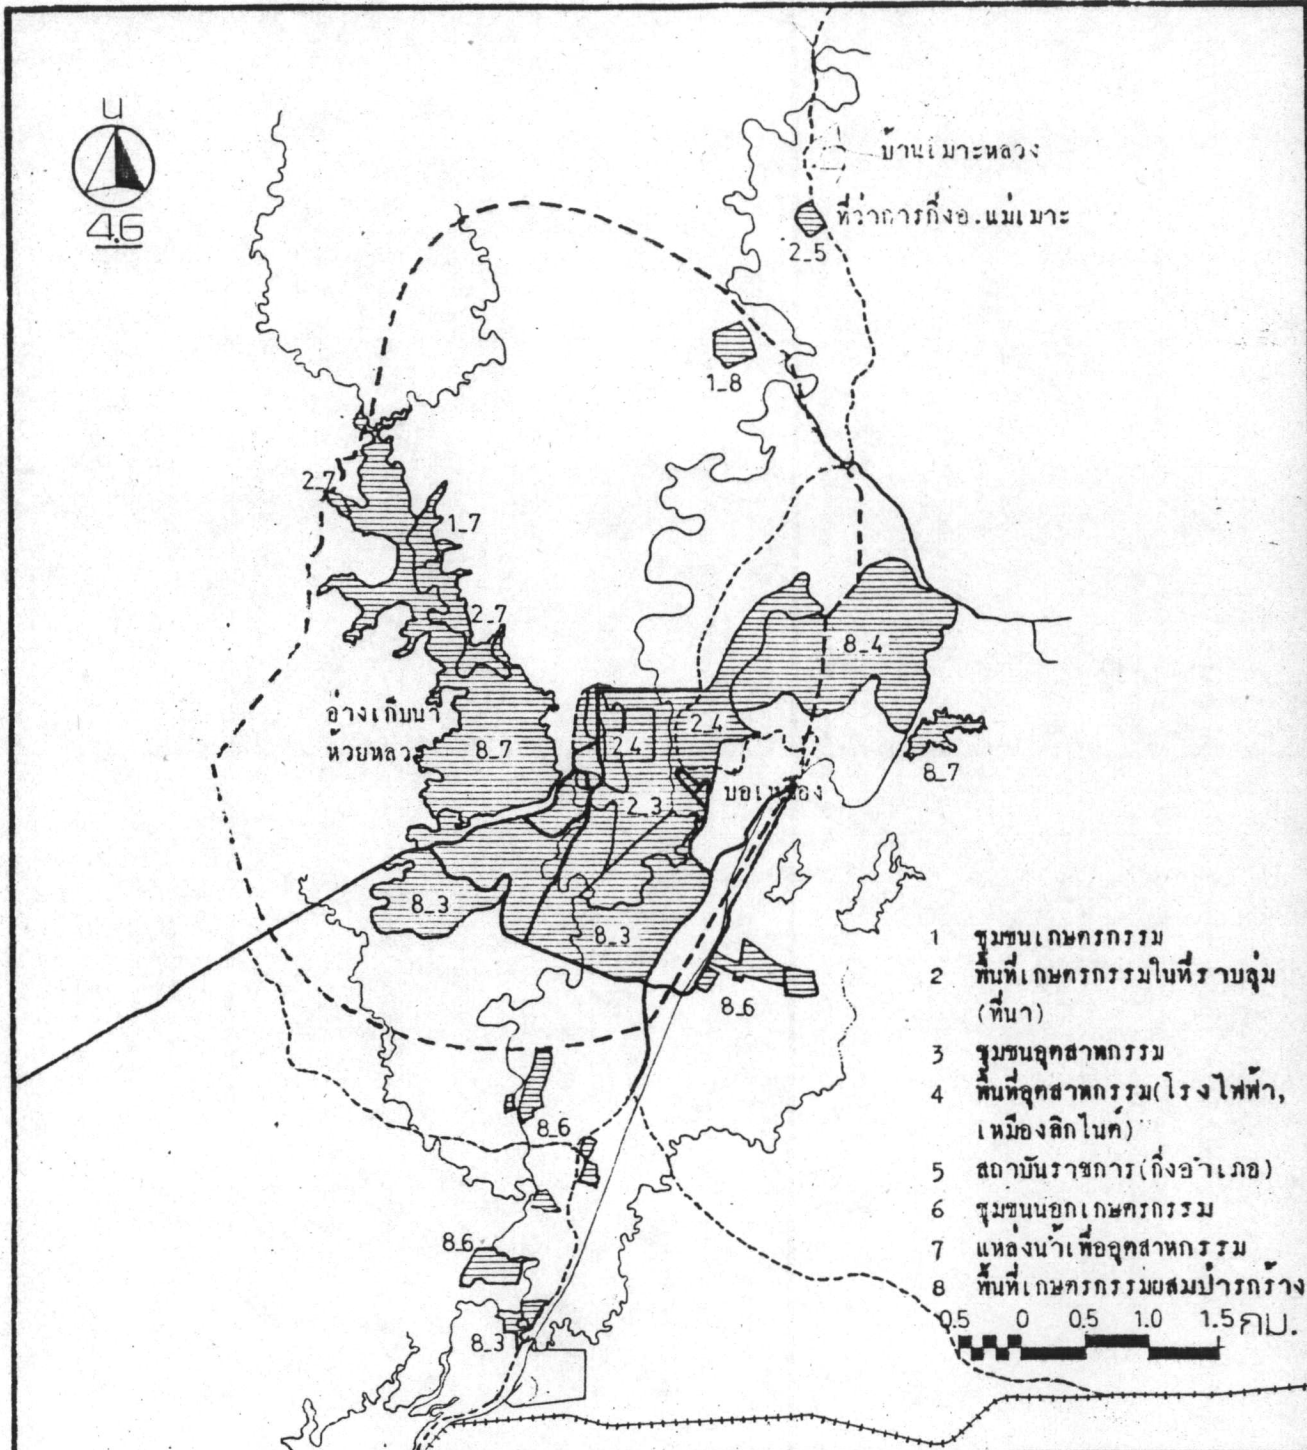 น
4.6
บ้านเมาะหลวง
ที่ว่าการกิ่งอ.แม่เมาะ
2_5
1_8
2_7
1_7
2_7
8_4
อ่างเก็บน้ำ
ห้วยหลวง
8_7
2_4
2_4
8_7
บอเหมือง
2_3
8_3
8_3
8_6
8_6
8_6
8_3
1 ชุมชนเกษตรกรรม
2 พื้นที่เกษตรกรรมในที่ราบลุ่ม
(ที่นา)
3 ชุมชนอุตสาหกรรม
4 พื้นที่อุตสาหกรรม(โรงไฟฟ้า,
เหมืองลิกไนต์)
5 สถาบันราชการ(กิ่งอำเภอ)
6 ชุมชนนอกเกษตรกรรม
7 แหล่งน้ำเพื่ออุตสาหกรรม
8 พื้นที่เกษตรกรรมผสมป่ารกร้าง
0.5 0 0.5 1.0 1.5 กม.